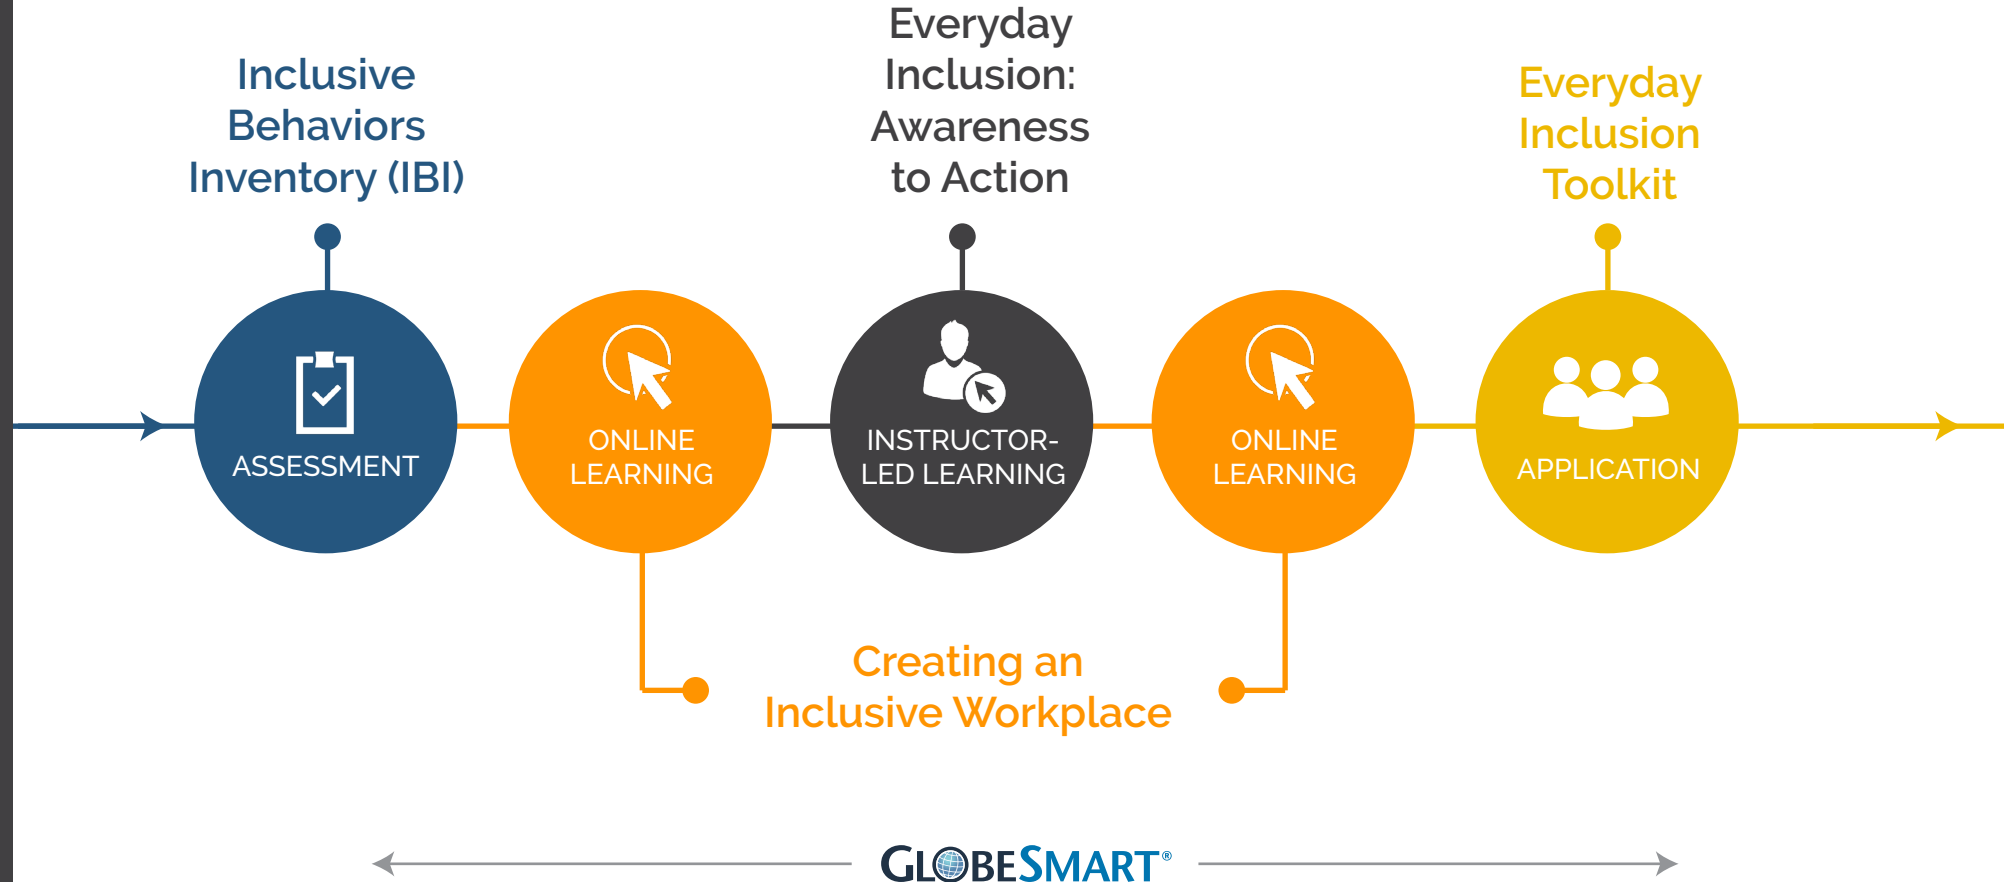 Inclusive
Behaviors
Inventory (IBI)
Everyday
Inclusion:
Awareness
to Action
Everyday
Inclusion
Toolkit
ASSESSMENT
ONLINE
LEARNING
INSTRUCTOR-
LED LEARNING
ONLINE
LEARNING
APPLICATION
Creating an
Inclusive Workplace
GLOBESMART®